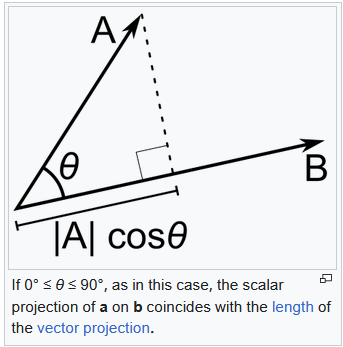 A
θ
B
|A| cosθ
If 0° ≤ θ ≤ 90°, as in this case, the scalar
projection of a on b coincides with the length of
the vector projection.